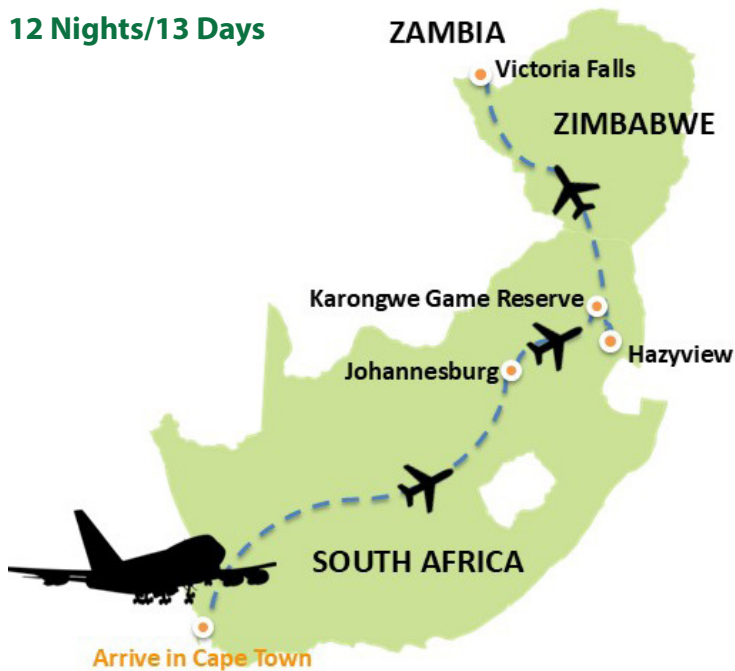 12 Nights/13 Days
ZAMBIA
Victoria Falls
ZIMBABWE
Karongwe Game Reserve
Hazyview
Johannesburg
SOUTH AFRICA
Arrive in Cape Town